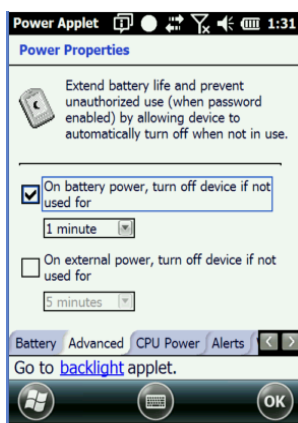 Power Applet 1:31
Power Properties
Extend battery life and prevent
unauthorized use (when password
enabled) by allowing device to
automatically turn off when not in use.
On battery power, turn off device if not
used for
1 minute
On external power, turn off device if not
used for
5 minutes
Battery Advanced CPU Power Alerts
Go to backlight applet.
OK